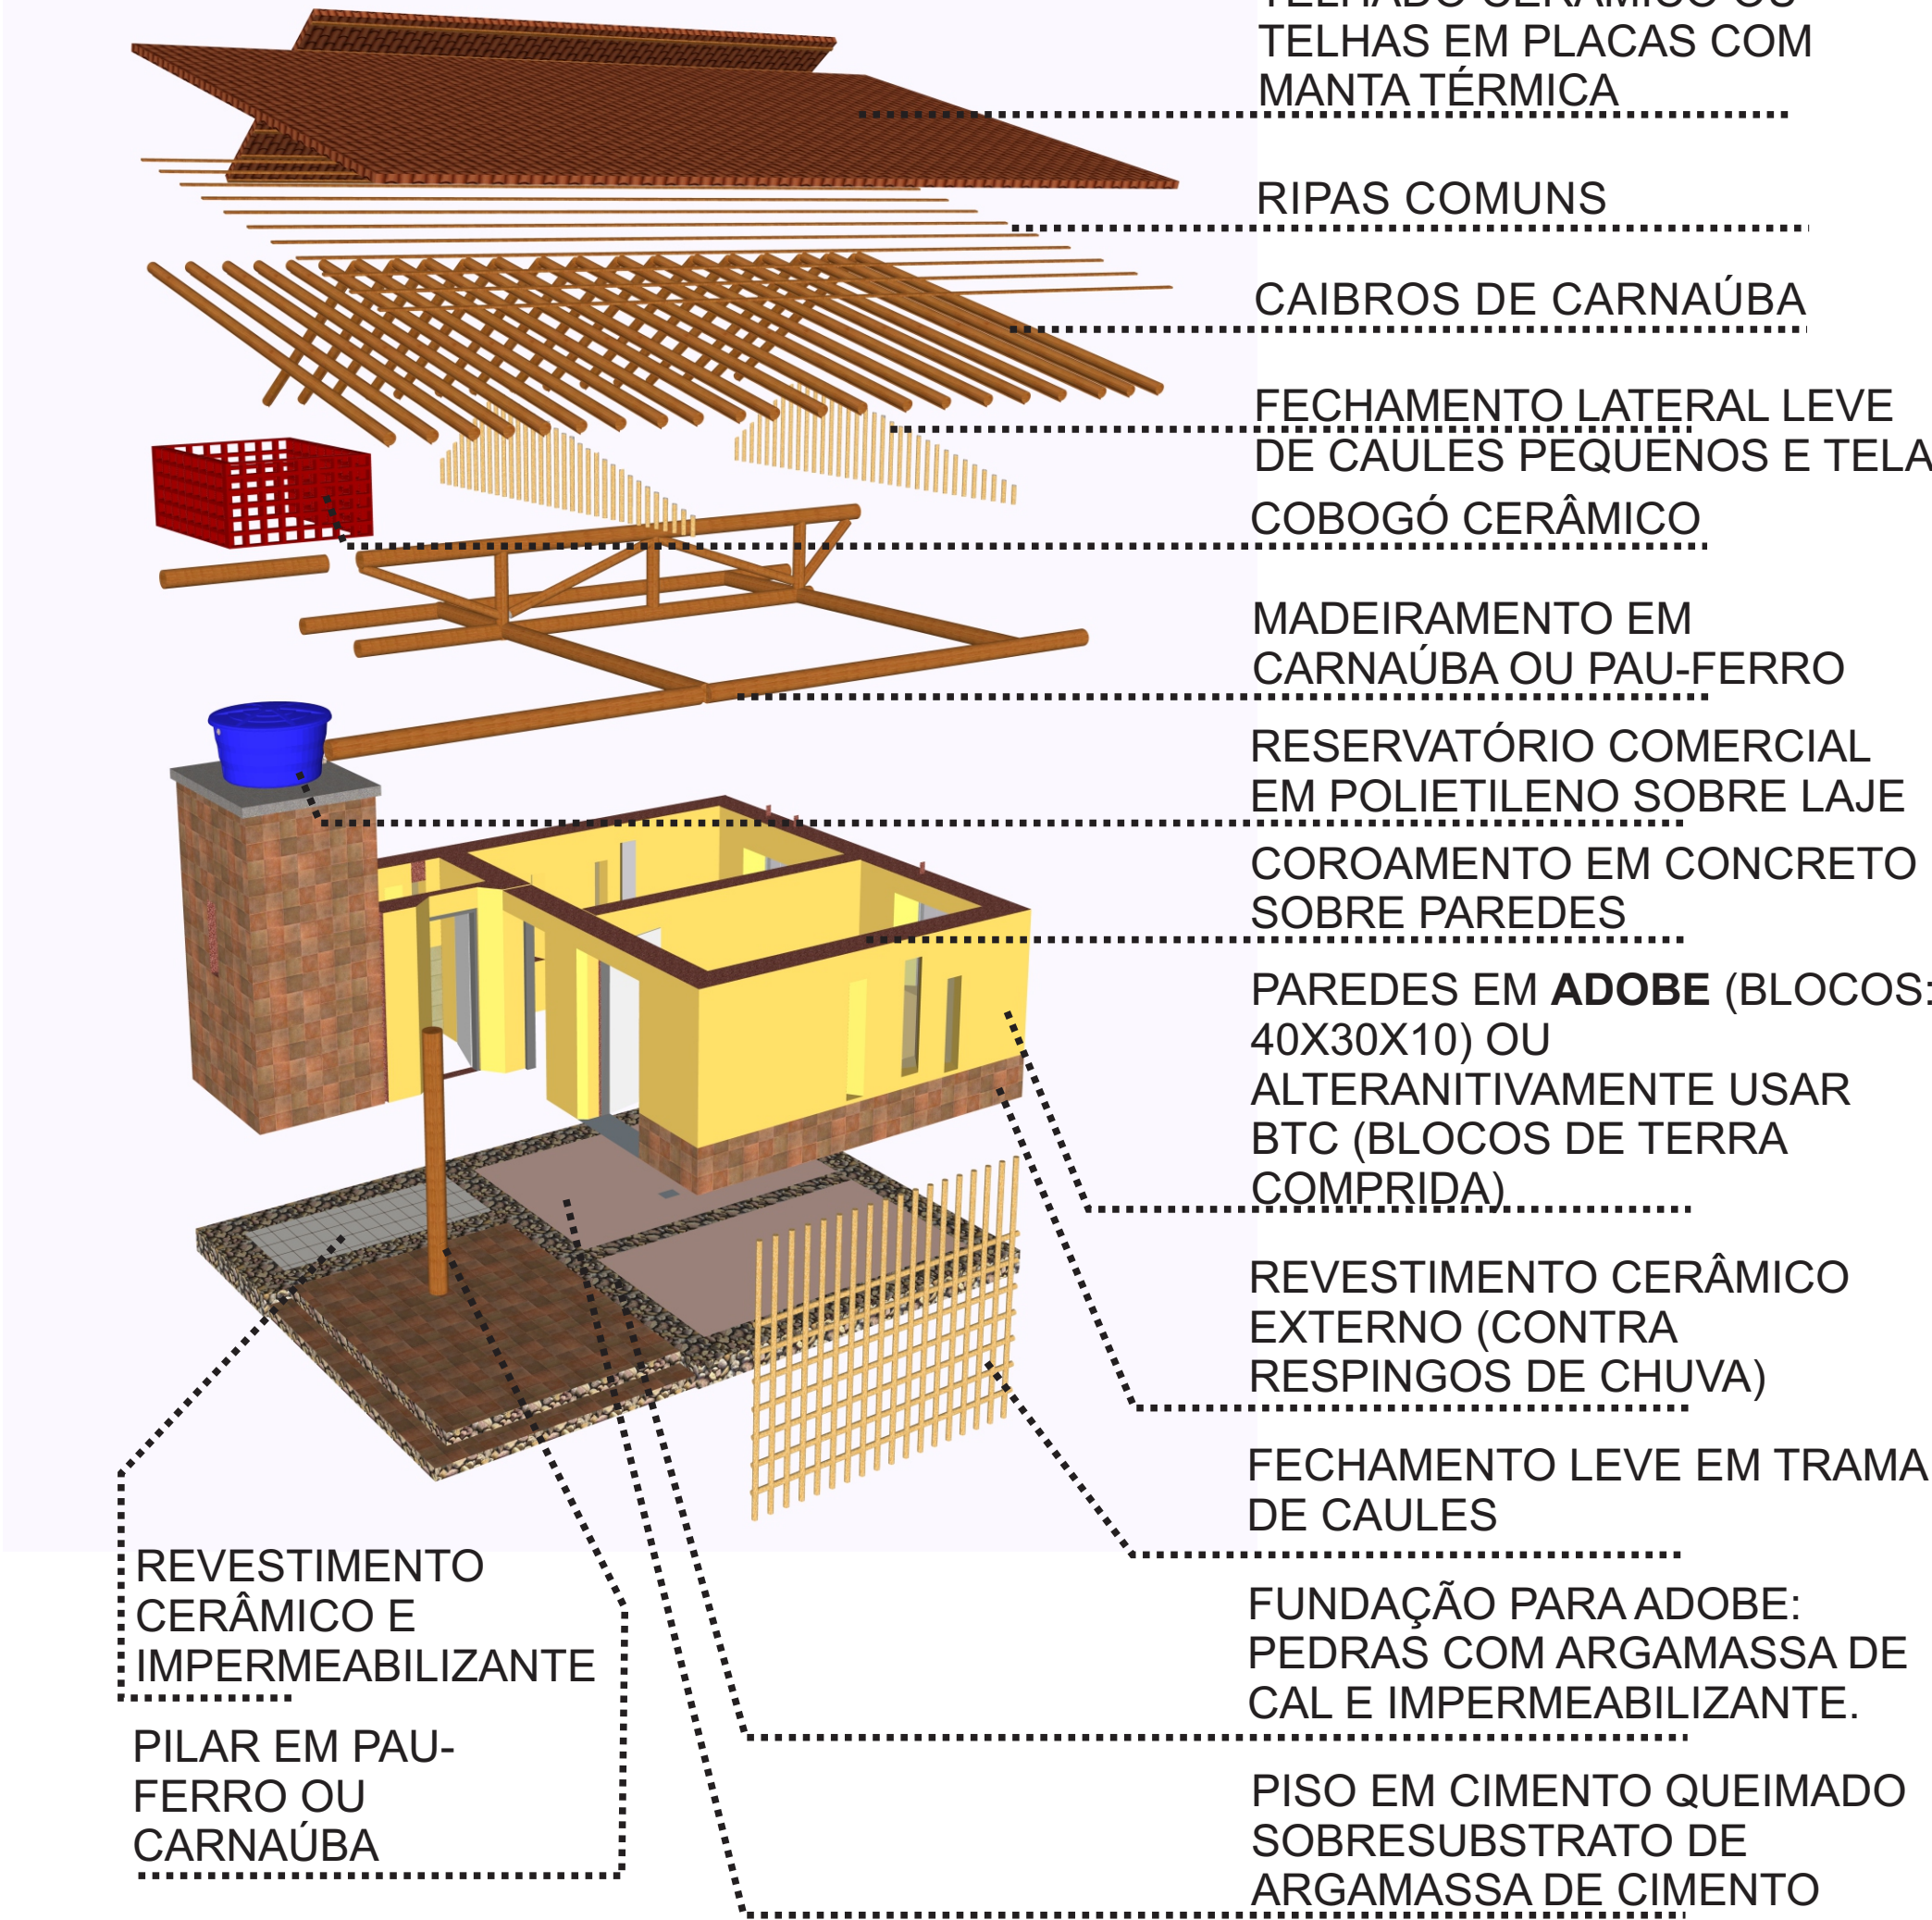 TELHADO CERÂMICO OU
TELHAS EM PLACAS COM
MANTA TÉRMICA
RIPAS COMUNS
CAIBROS DE CARNAÚBA
FECHAMENTO LATERAL LEVE
DE CAULES PEQUENOS E TELA
COBOGÓ CERÂMICO
MADEIRAMENTO EM
CARNAÚBA OU PAU-FERRO
RESERVATÓRIO COMERCIAL
EM POLIETILENO SOBRE LAJE
COROAMENTO EM CONCRETO
SOBRE PAREDES
PAREDES EM ADOBE (BLOCOS:
40X30X10) OU
ALTERANITIVAMENTE USAR
BTC (BLOCOS DE TERRA
COMPRIDA)
REVESTIMENTO CERÂMICO
EXTERNO (CONTRA
RESPINGOS DE CHUVA)
FECHAMENTO LEVE EM TRAMA
DE CAULES
FUNDAÇÃO PARA ADOBE:
PEDRAS COM ARGAMASSA DE
CAL E IMPERMEABILIZANTE.
PISO EM CIMENTO QUEIMADO
SOBRESUBSTRATO DE
ARGAMASSA DE CIMENTO
REVESTIMENTO
CERÂMICO E
IMPERMEABILIZANTE
PILAR EM PAU-
FERRO OU
CARNAÚBA